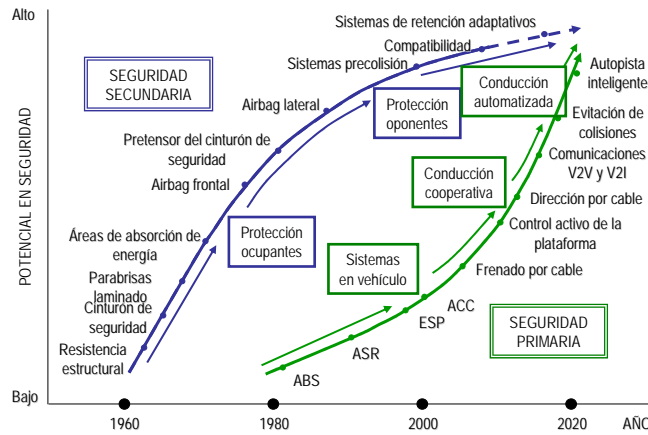 Alto
Sistemas de retención adaptativos
Compatibilidad
Sistemas precolisión
SEGURIDAD
SECUNDARIA
Airbag lateral
Protección
oponentes
Conducción
automatizada
Autopista
inteligente
Pretensor del cinturón de
seguridad
Evitación de
colisiones
Airbag frontal
Conducción
cooperativa
Comunicaciones
V2V y V2I
Dirección por cable
Áreas de absorción de
energía
Protección
ocupantes
Sistemas
en vehículo
Control activo de la
plataforma
Parabrisas
laminado
Frenado por cable
Cinturón de
seguridad
ACC
ESP
SEGURIDAD
PRIMARIA
Resistencia
estructural
ASR
ABS
POTENCIAL EN SEGURIDAD
Bajo
1960
1980
2000
2020
AÑO